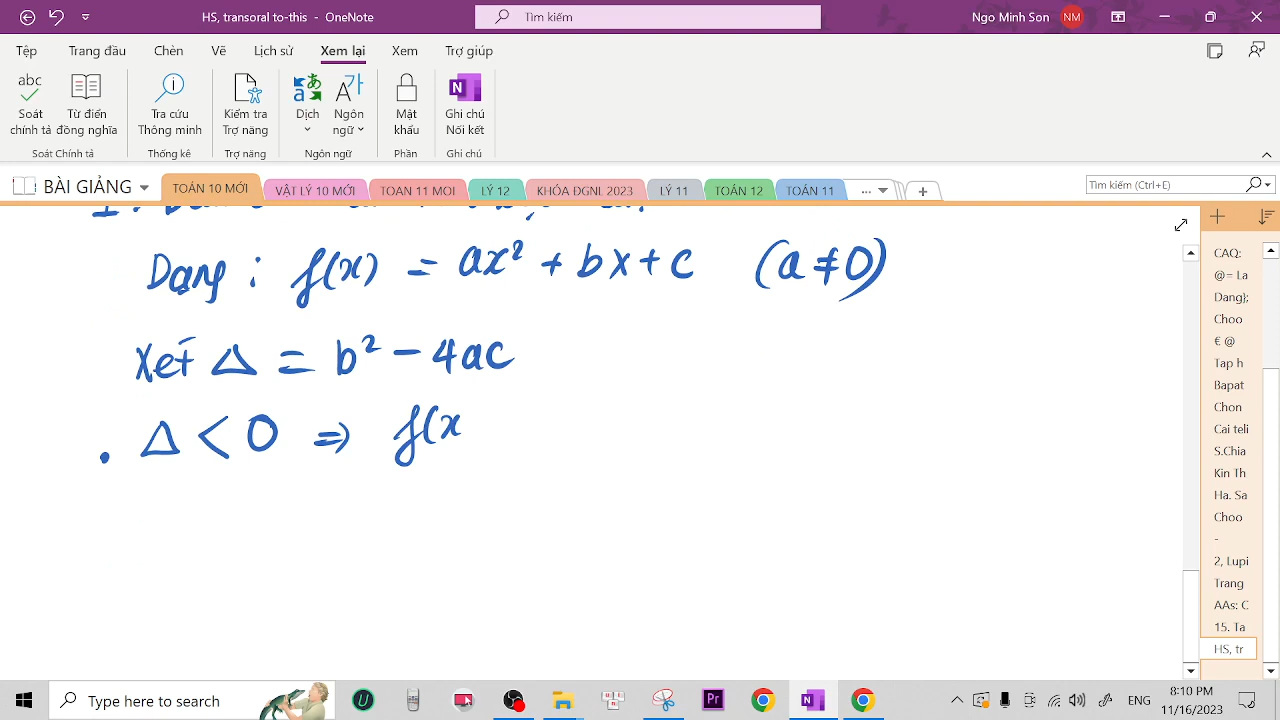 HS, transoral to-this - OneNote
Tìm kiếm
Ngo Minh Son
NM
Tệp Trang đầu Chèn Vẽ Lịch sử Xem lại Xem Trợ giúp
abc
Soát chính tả
Từ điển đồng nghĩa
Tra cứu Thông minh
Kiểm tra Trợ năng
Dịch
Ngôn ngữ
Mật khẩu
Ghi chú Nối kết
Soát Chính tả Thống kê Trợ năng Ngôn ngữ Phần Ghi chú
BÀI GIẢNG TOÁN 10 MỚI VẬT LÝ 10 MỚI TOAN 11 MOI LÝ 12 KHÓA ĐGNL 2023 LÝ 11 TOÁN 12 TOÁN 11 ...
Tìm kiếm (Ctrl+E)
Dạng : f(x) = ax² + bx + c (a ≠ 0)
Xét Δ = b² - 4ac
. Δ < 0 ⇒ f(x
CAQ:
@= La
Dang};
Choo
€ @
Tap h
Bapat
Chon
Cai teli
S.Chia
Kin Th
Ha. Sa
Choo
-
2, Lupi
Trang
AAs: C
15. Ta
HS, tr
Type here to search
ENG
8:10 PM
11/16/2023